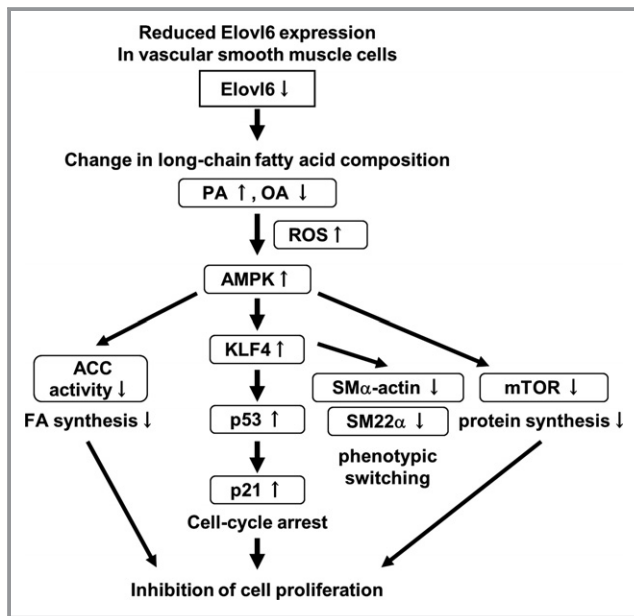 Reduced Elovl6 expression
In vascular smooth muscle cells
Elovl6 ↓
Change in long-chain fatty acid composition
PA ↑ , OA ↓
ROS ↑
AMPK ↑
KLF4 ↑
ACC
activity ↓
FA synthesis ↓
p53 ↑
p21 ↑
Cell-cycle arrest
SMα-actin ↓
SM22α ↓
phenotypic
switching
mTOR ↓
protein synthesis ↓
Inhibition of cell proliferation